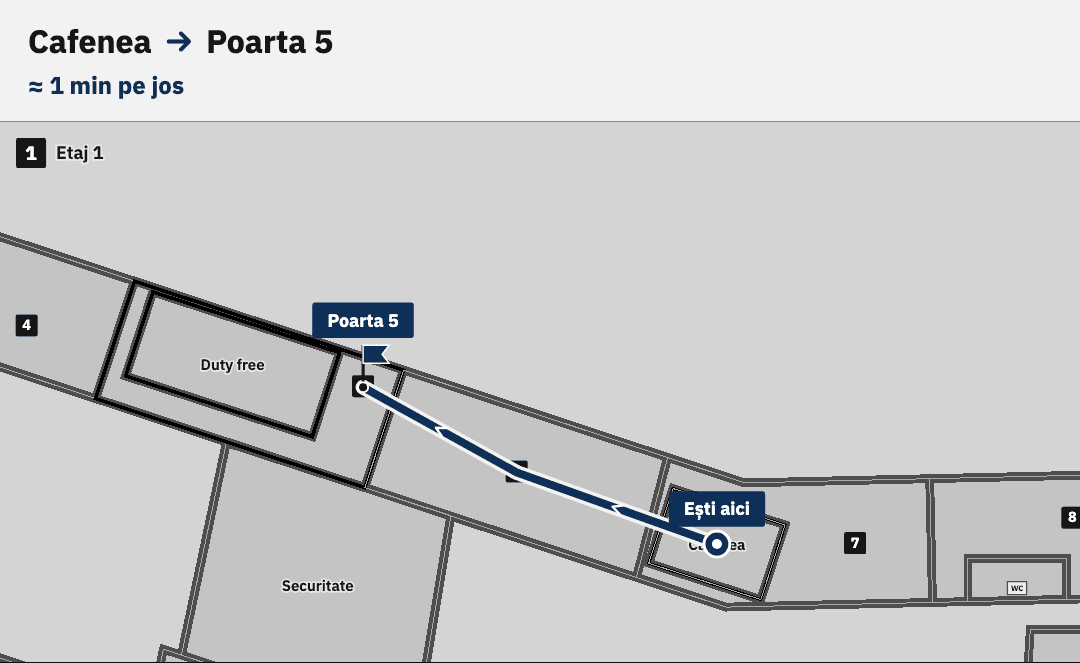 Cafenea → Poarta 5
≈ 1 min pe jos
1 Etaj 1
Poarta 5
4
Duty free
Ești aici
8
7
Securitate
wc